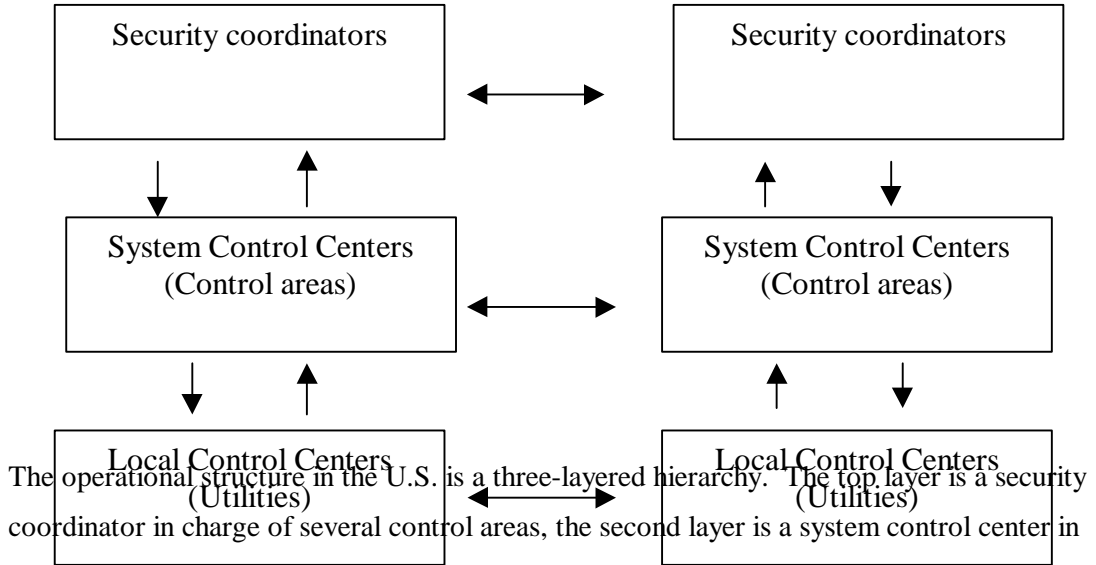 Security coordinators
Security coordinators
System Control Centers
(Control areas)
System Control Centers
(Control areas)
Local Control Centers
(Utilities)
Local Control Centers
(Utilities)
The operational structure in the U.S. is a three-layered hierarchy. The top layer is a security
coordinator in charge of several control areas, the second layer is a system control center in